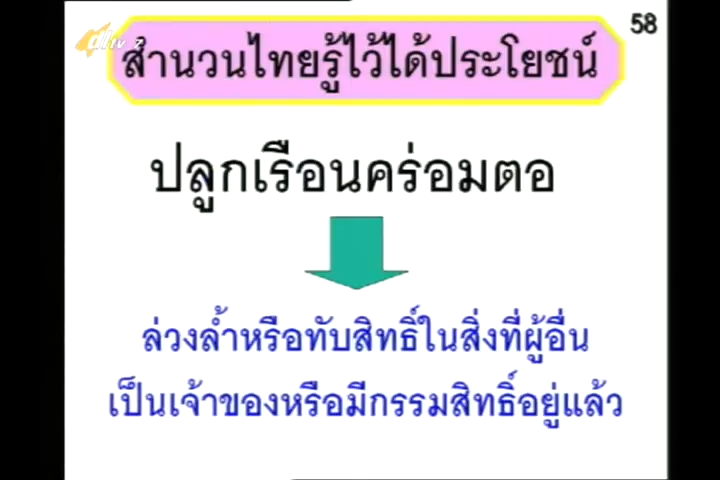 58
สำนวนไทยรู้ไว้ได้ประโยชน์
ปลูกเรือนคร่อมตอ
ล่วงล้ำหรือทับสิทธิ์ในสิ่งที่ผู้อื่น
เป็นเจ้าของหรือมีกรรมสิทธิ์อยู่แล้ว